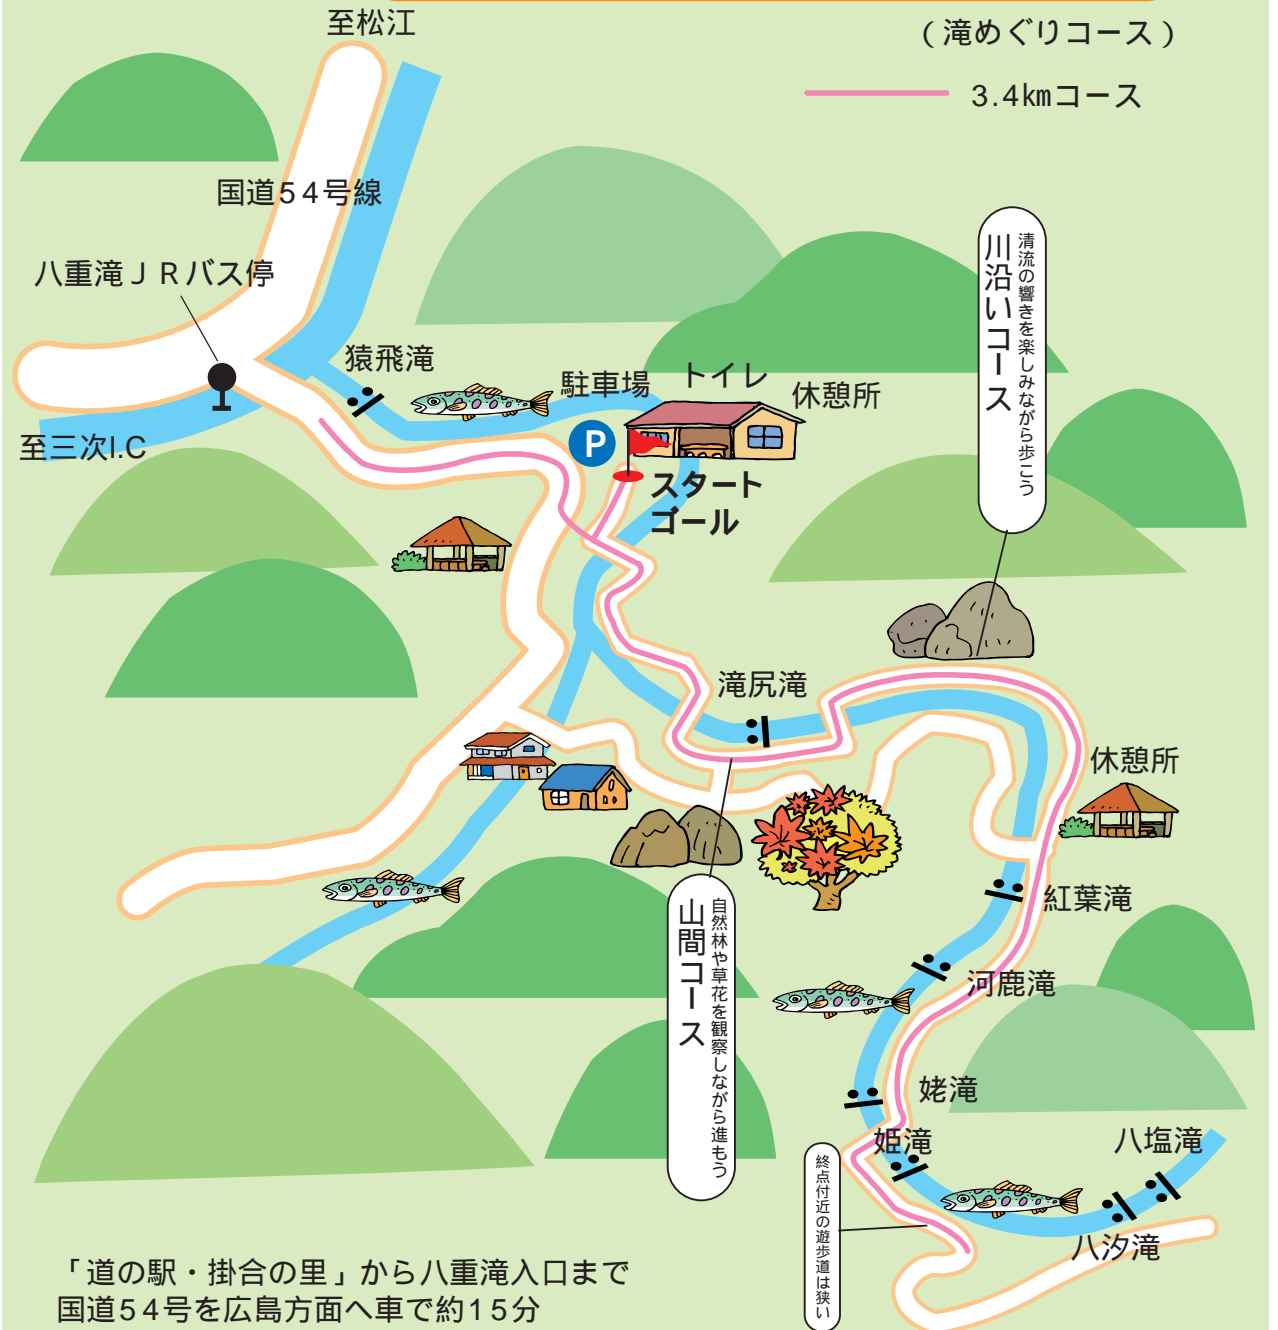 至松江
(滝めぐりコース)
3.4㎞コース
国道54号線
八重滝JRバス停
清流の響きを楽しみながら歩こう
川沿いコース
猿飛滝
駐車場
トイレ
休憩所
P
至三次I.C
スタート
ゴール
滝尻滝
休憩所
紅葉滝
自然林や草花を観察しながら進もう
山間コース
河鹿滝
姥滝
姫滝
八塩滝
終点付近の遊歩道は狭い
八汐滝
「道の駅・掛合の里」から八重滝入口まで
国道54号を広島方面へ車で約15分